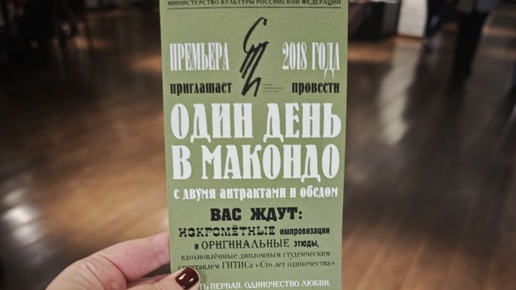 МИНИСТЕРСТВО КУЛЬТУРЫ РОССИЙСКОЙ ФЕДЕРАЦИИ
ПРЕМЬЕРА СТИ 2018 ГОДА
приглашает провести
ОДИН ДЕНЬ
В МАКОНДО
с двумя антрактами и обедом
ВАС ЖДУТ:
ИСКРОМЁТНЫЕ импровизации
и ОРИГИНАЛЬНЫЕ этюды,
вдохновлённые дипломным студенческим
спектаклем ГИТИСа «Сто лет одиночества»
ПЕРВАЯ. ОДИНОЧЕСТВО ЛЮБВИ.